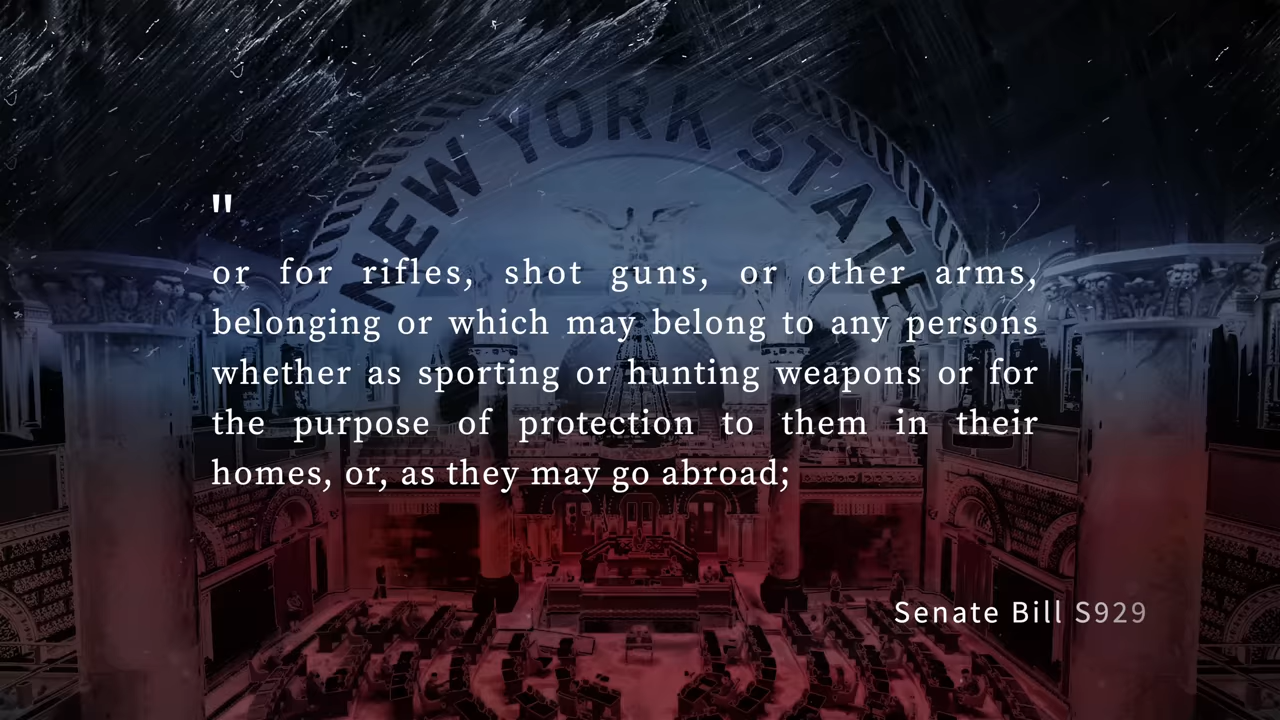 NEW YORK STATE
"
or for rifles, shot guns, or other arms,
belonging or which may belong to any persons
whether as sporting or hunting weapons or for
the purpose of protection to them in their
homes, or, as they may go abroad;
Senate Bill S929